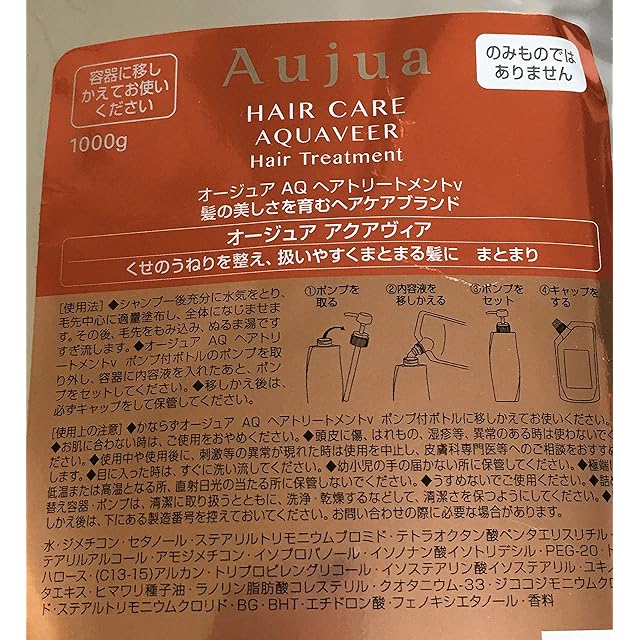 Aujua
容器に移し
かえてお使い
ください
のみものでは
ありません
1000g
HAIR CARE
AQUAVEER
Hair Treatment
オージュア AQ ヘアトリートメントv
髪の美しさを育むヘアケアブランド
オージュア アクアヴィア
くせのうねりを整え、扱いやすくまとまる髪に まとまり
[使用法]◆シャンプー後充分に水気をとり、
毛先中心に適量塗布し、全体になじませま
す。その後、毛先をもみ込み、ぬるま湯です
すぎ流します。◆オージュア AQ ヘアトリ
ートメントv ポンプ付ボトルのポンプを取
り外し、容器に内容液を入れたあと、ポン
プをセットしてください。◆移しかえ後は、
必ずキャップをして保管してください。
①ポンプを
取る
②内容液を
移しかえる
③ポンプを
セット
④キャップを
する
[使用上の注意]◆かならずオージュア AQ ヘアトリートメントv ポンプ付ボトルに移しかえてお使いください。
◆お肌に合わない時は、ご使用をおやめください。◆頭皮に傷、はれもの、湿疹等、異常のある時は使わないでく
ださい。◆使用中や使用後に、刺激等の異常が現れた時は使用を中止し、皮膚科専門医等へのご相談をおすすめ
します。◆目に入った時は、すぐに洗い流してください。◆幼小児の手の届かない所に保管してください。◆極端に
低温または高温となる所、直射日光の当たる所に保管しないでください。◆うすめないでご使用ください。◆詰め
替え容器・ポンプは、清潔に取り扱うとともに、洗浄・乾燥するなどして、清潔さを保つようにしてください。◆
しかえ後は、下にある製造番号を控えておいてください。お問い合わせの際に必要な場合があります。
水・ジメチコン・セタノール・ステアリルトリモニウムブロミド・テトラオクタン酸ペンタエリスリチル・
テアリルアルコール・アモジメチコン・イソプロパノール・イソノナン酸イソトリデシル・PEG-20・ト
ハロース・(C13-15)アルカン・トリプロピレングリコール・イソステアリン酸イソステアリル・ユキノ
タエキス・ヒマワリ種子油・ラノリン脂肪酸コレステリル・クオタニウム-33・ジココジモニウムク
ド・ステアルトリモニウムクロリド・BG・BHT・エチドロン酸・フェノキシエタノール・香料